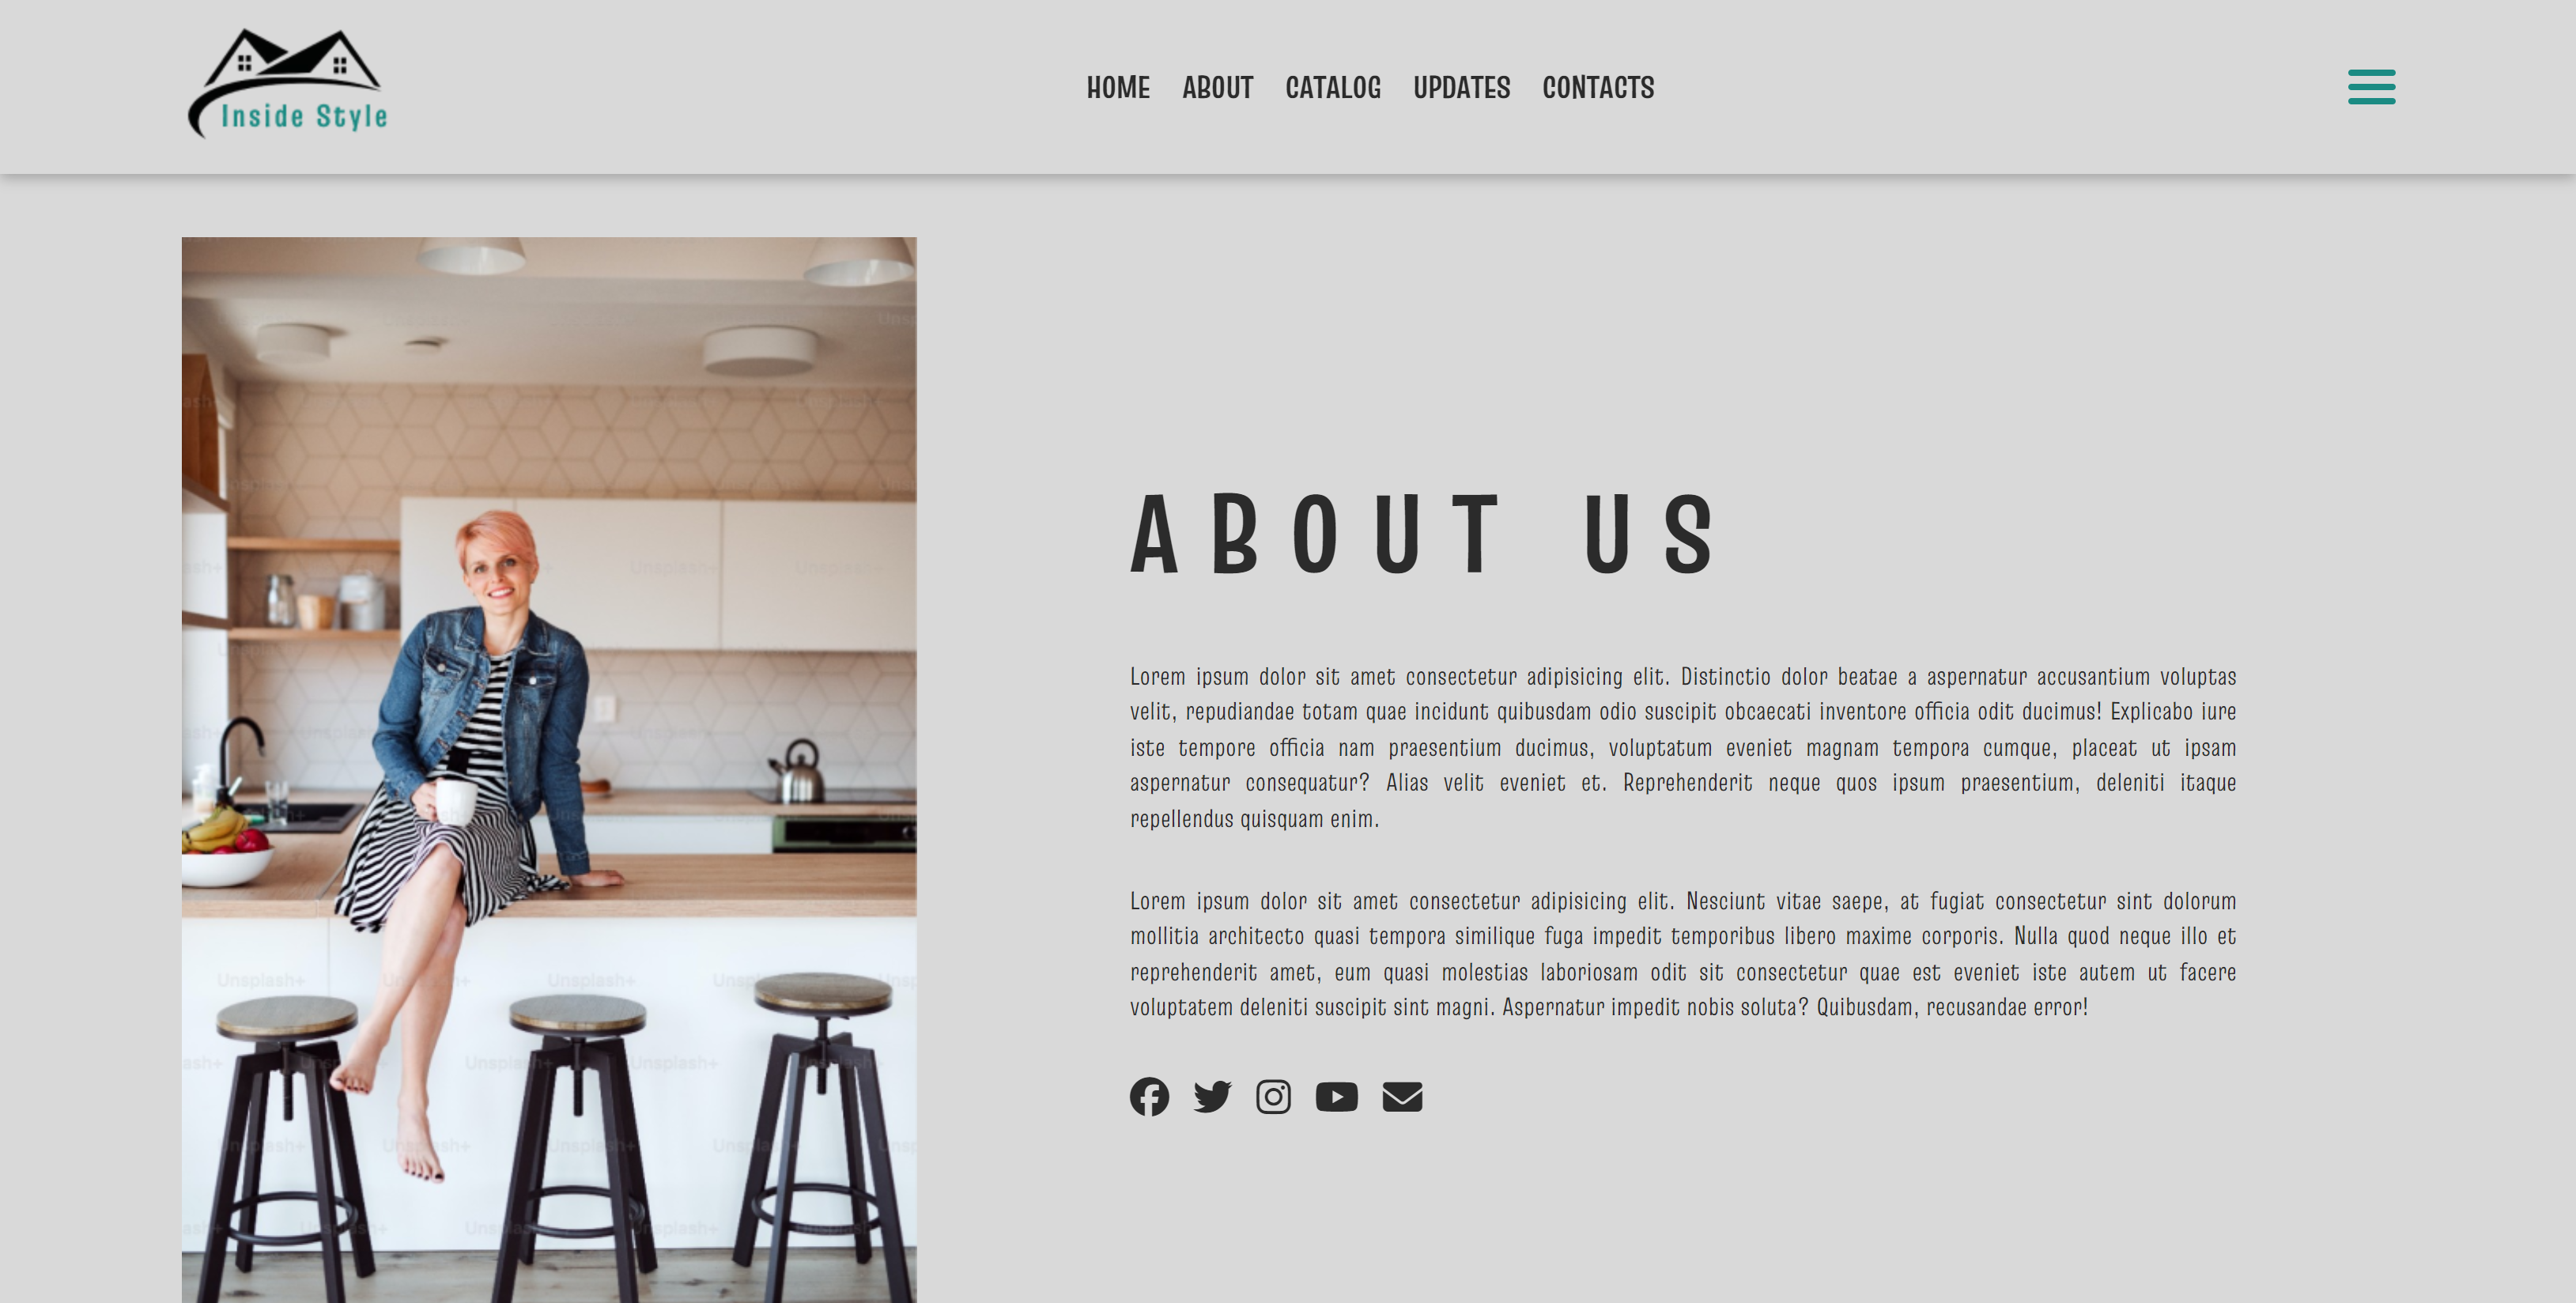 Inside Style
HOME ABOUT CATALOG UPDATES CONTACTS
ABOUT US
Lorem ipsum dolor sit amet consectetur adipisicing elit. Distinctio dolor beatae a aspernatur accusantium voluptas
velit, repudiandae totam quae incidunt quibusdam odio suscipit obcaecati inventore officia odit ducimus! Explicabo iure
iste tempore officia nam praesentium ducimus, voluptatum eveniet magnam tempora cumque, placeat ut ipsam
aspernatur consequatur? Alias velit eveniet et. Reprehenderit neque quos ipsum praesentium, deleniti itaque
repellendus quisquam enim.
Lorem ipsum dolor sit amet consectetur adipisicing elit. Nesciunt vitae saepe, at fugiat consectetur sint dolorum
mollitia architecto quasi tempora similique fuga impedit temporibus libero maxime corporis. Nulla quod neque illo et
reprehenderit amet, eum quasi molestias laboriosam odit sit consectetur quae est eveniet iste autem ut facere
voluptatem deleniti suscipit sint magni. Aspernatur impedit nobis soluta? Quibusdam, recusandae error!